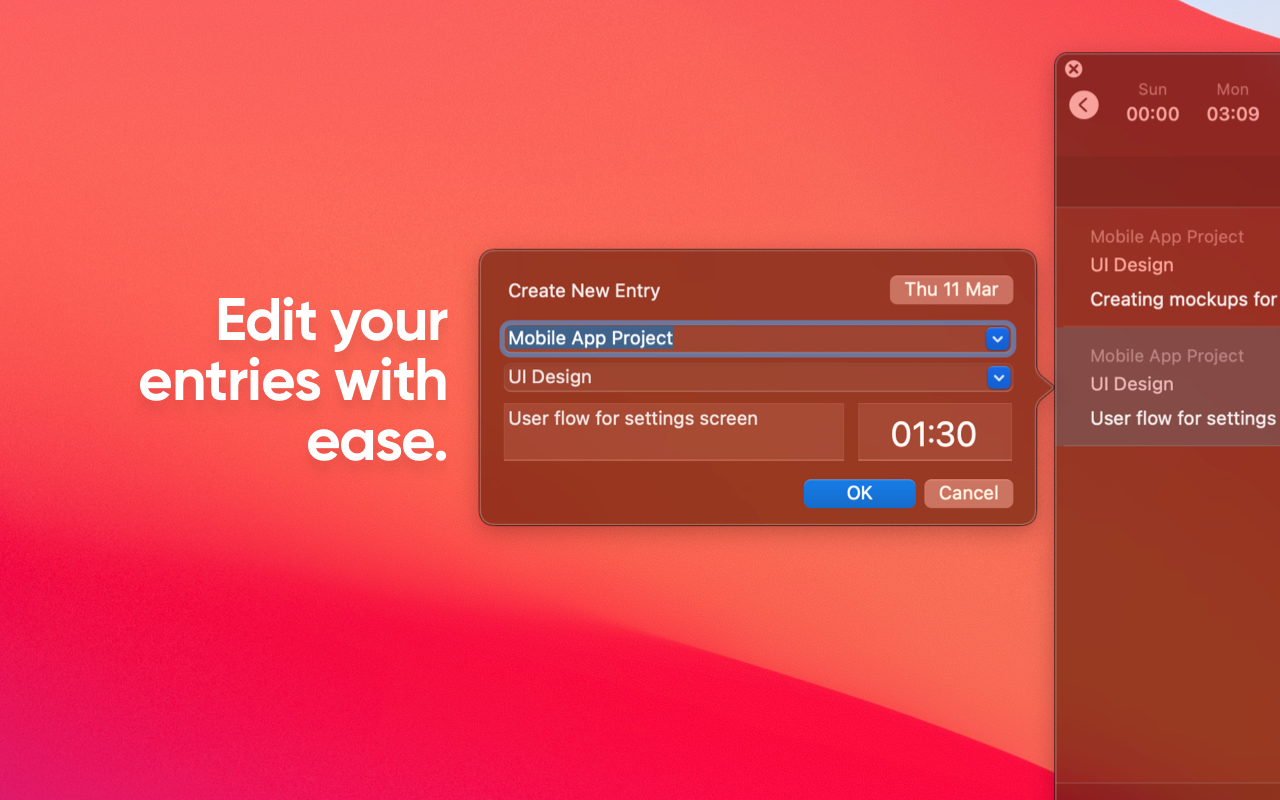 Edit your
entries with
ease.
Create New Entry
Thu 11 Mar
Mobile App Project
UI Design
User flow for settings screen
01:30
OK
Cancel
Sun
Mon
00:00
03:09
Mobile App Project
UI Design
Creating mockups for
Mobile App Project
UI Design
User flow for settings